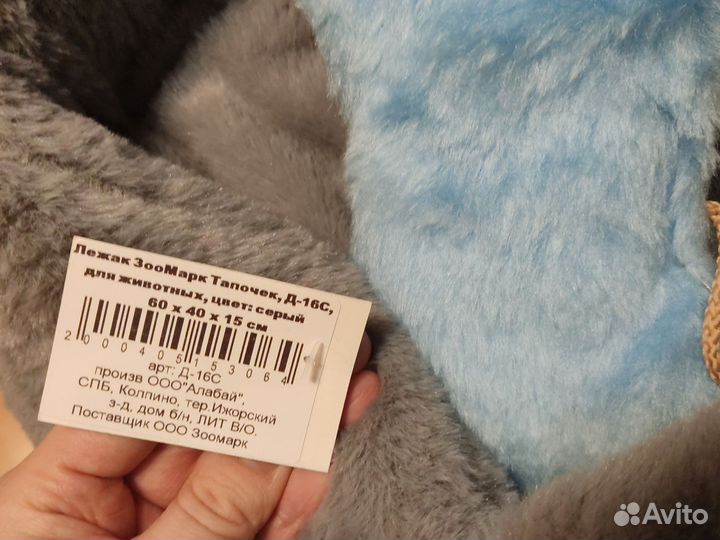 Лежак ЗооМарк Тапочек, Д-16С,
для животных, цвет: серый
60 х 40 х 15 см
2000405153064
арт: Д-16С
произв ООО"Алабай",
СПБ, Колпино, тер.Ижорский
з-д, дом б/н, ЛИТ В/О.
Поставщик ООО Зоомарк
Avito